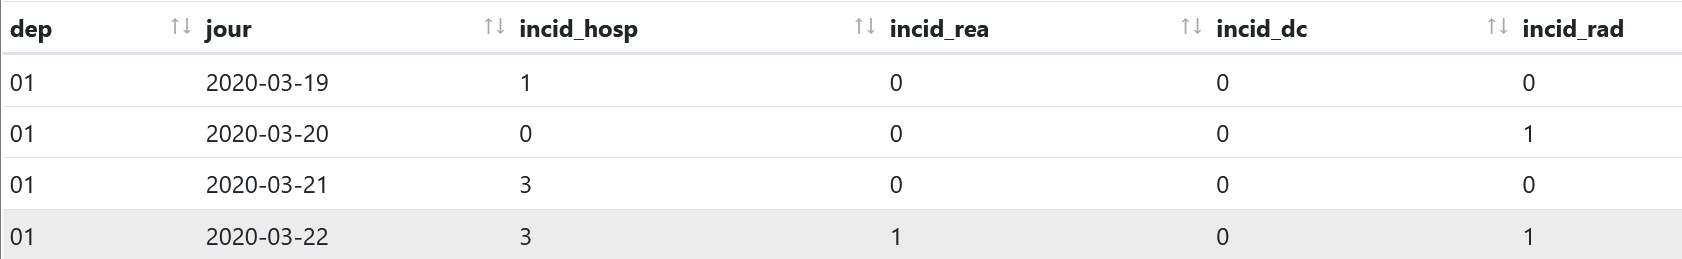 dep jour incid_hosp incid_rea incid_dc incid_rad
01 2020-03-19 1 0 0 0
01 2020-03-20 0 0 0 1
01 2020-03-21 3 0 0 0
01 2020-03-22 3 1 0 1